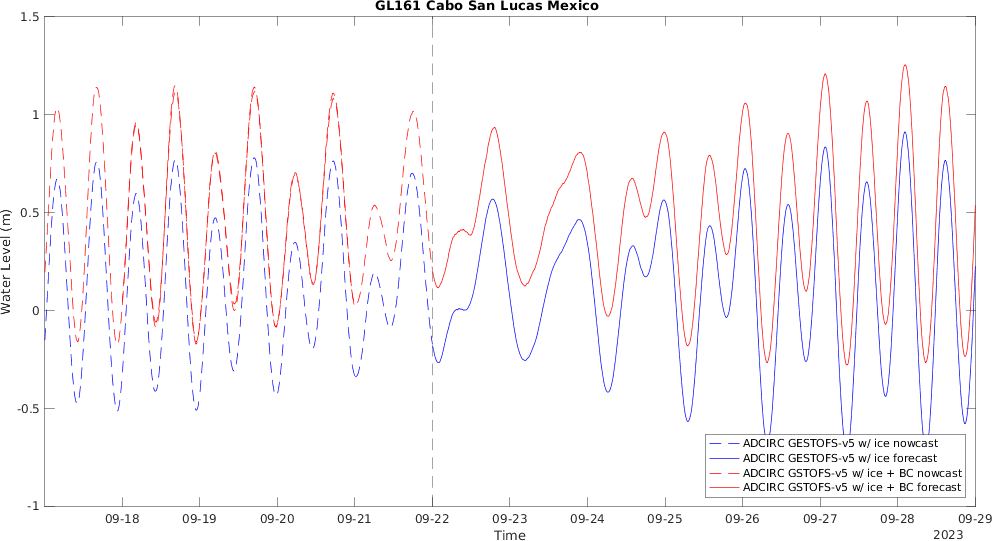 GL161 Cabo San Lucas Mexico
1.5
1
0.5
0
-0.5
-1
Water Level (m)
09-18
09-19
09-20
09-21
09-22
09-23
09-24
09-25
09-26
09-27
09-28
09-29
Time
2023
ADCIRC GESTOFS-v5 w/ ice nowcast
ADCIRC GESTOFS-v5 w/ ice forecast
ADCIRC GSTOFS-v5 w/ ice + BC nowcast
ADCIRC GSTOFS-v5 w/ ice + BC forecast